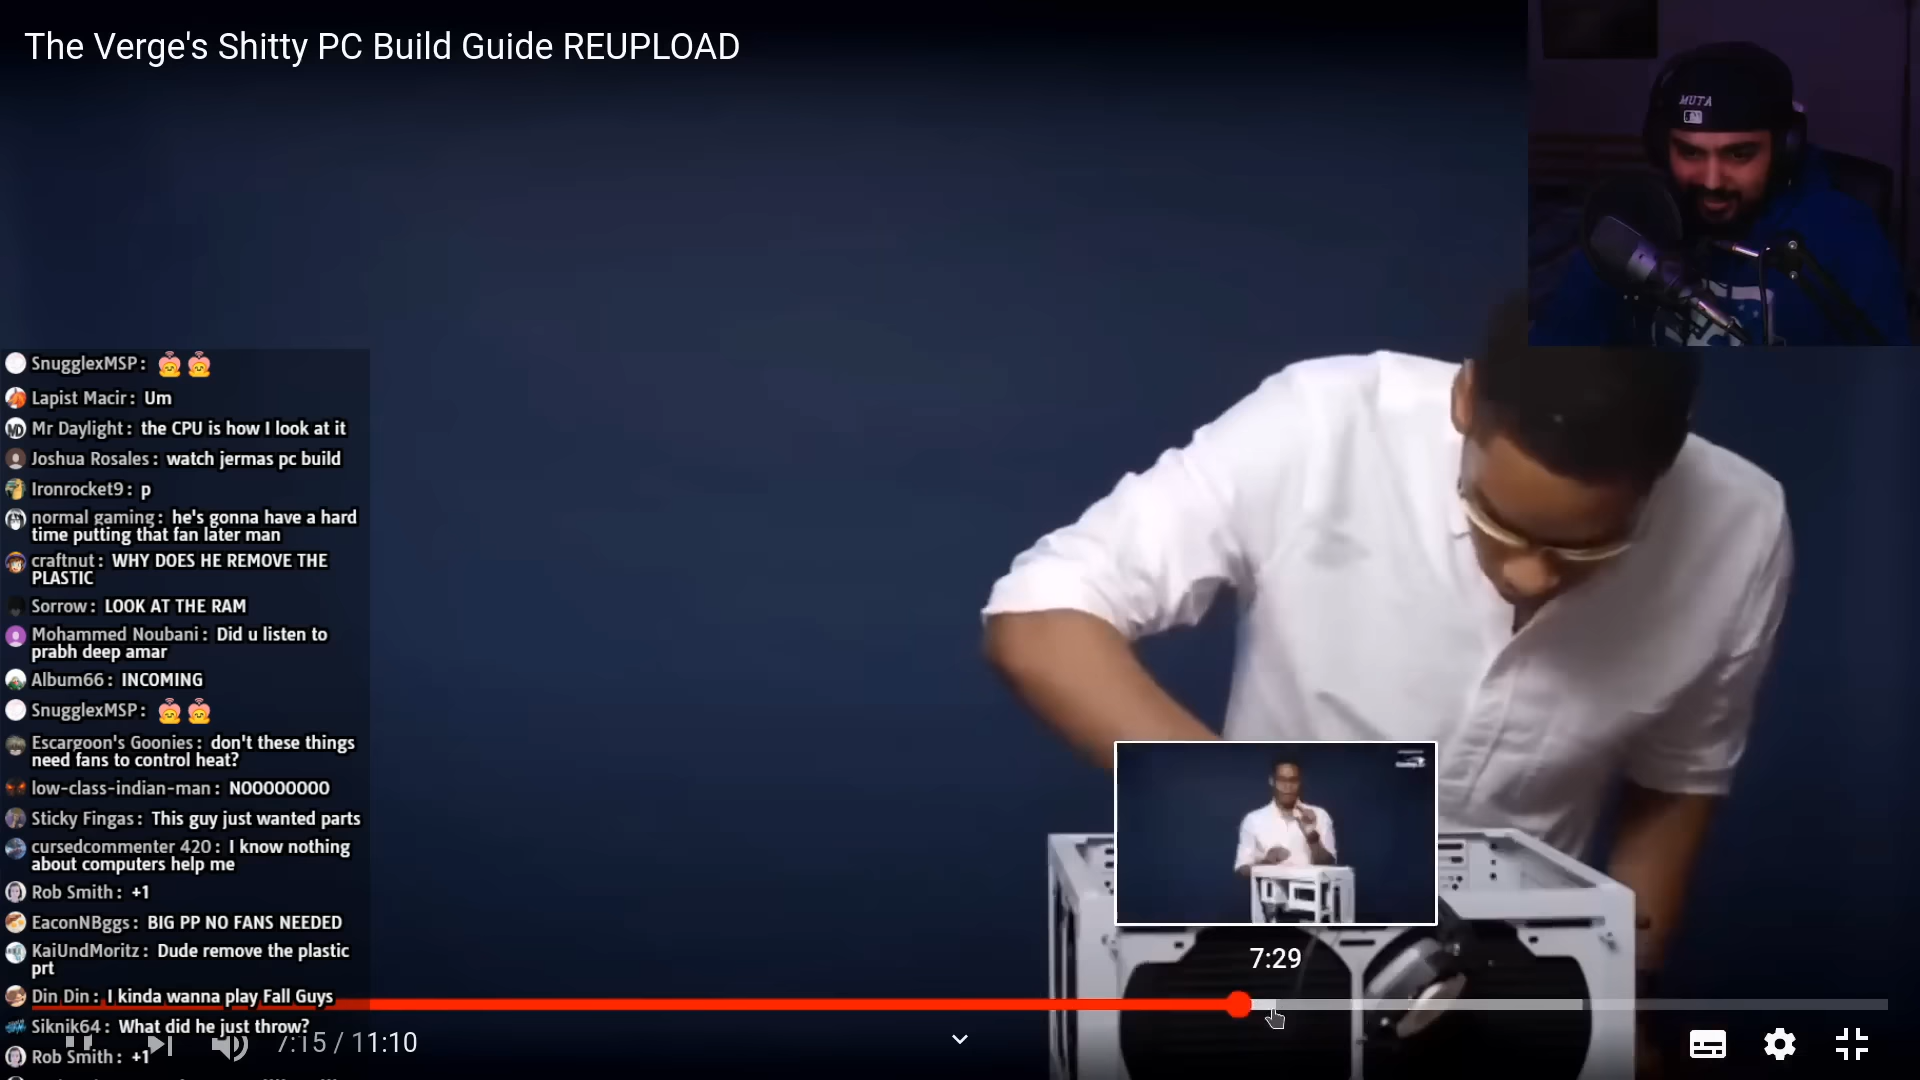 The Verge's Shitty PC Build Guide REUPLOAD
MUTA
SnugglexMSP:
Lapist Macir: Um
Mr Daylight: the CPU is how I look at it
Joshua Rosales: watch jermas pc build
Ironrocket9: p
normal gaming: he's gonna have a hard
time putting that fan later man
craftnut: WHY DOES HE REMOVE THE
PLASTIC
Sorrow: LOOK AT THE RAM
Mohammed Noubani: Did u listen to
prabh deep amar
Album66: INCOMING
SnugglexMSP:
Escargoon's Goonies: don't these things
need fans to control heat?
low-class-indian-man: NOOOOOOOO
Sticky Fingas: This guy just wanted parts
cursedcommenter 420: I know nothing
about computers help me
Rob Smith: +1
EaconNBggs: BIG PP NO FANS NEEDED
KaiUndMoritz: Dude remove the plastic
prt
Din Din: I kinda wanna play Fall Guys
Siknik64: What did he just throw?
Rob Smith: +1
7:29
7:15 / 11:10